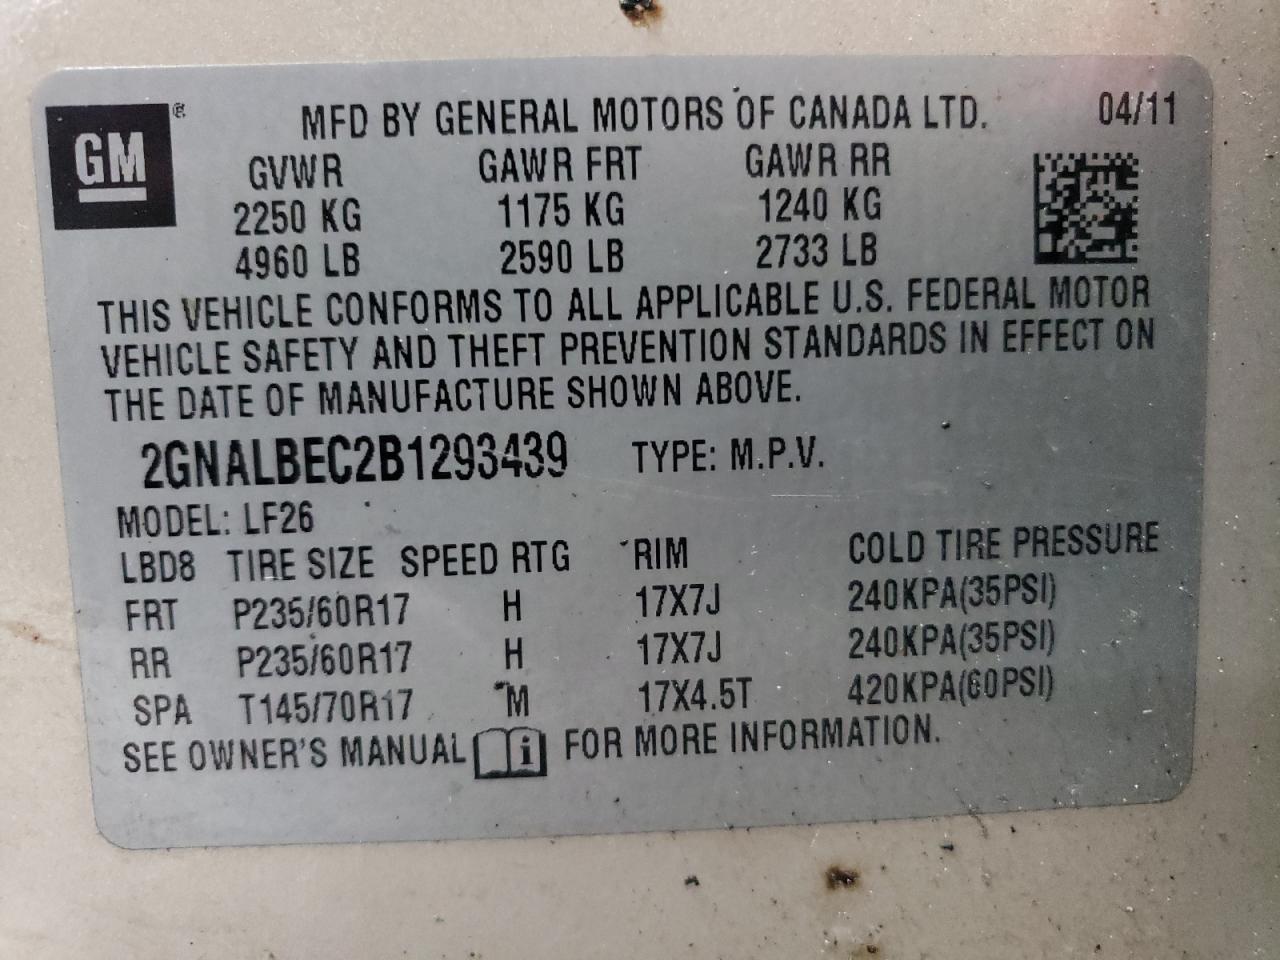 GM ® MFD BY GENERAL MOTORS OF CANADA LTD. 04/11
GVWR GAWR FRT GAWR RR
2250 KG 1175 KG 1240 KG
4960 LB 2590 LB 2733 LB
THIS VEHICLE CONFORMS TO ALL APPLICABLE U.S. FEDERAL MOTOR
VEHICLE SAFETY AND THEFT PREVENTION STANDARDS IN EFFECT ON
THE DATE OF MANUFACTURE SHOWN ABOVE.
2GNALBEC2B1293439 TYPE: M.P.V.
MODEL: LF26
LBD8 TIRE SIZE SPEED RTG RIM COLD TIRE PRESSURE
FRT P235/60R17 H 17X7J 240KPA(35PSI)
RR P235/60R17 H 17X7J 240KPA(35PSI)
SPA T145/70R17 M 17X4.5T 420KPA(60PSI)
SEE OWNER'S MANUAL i FOR MORE INFORMATION.